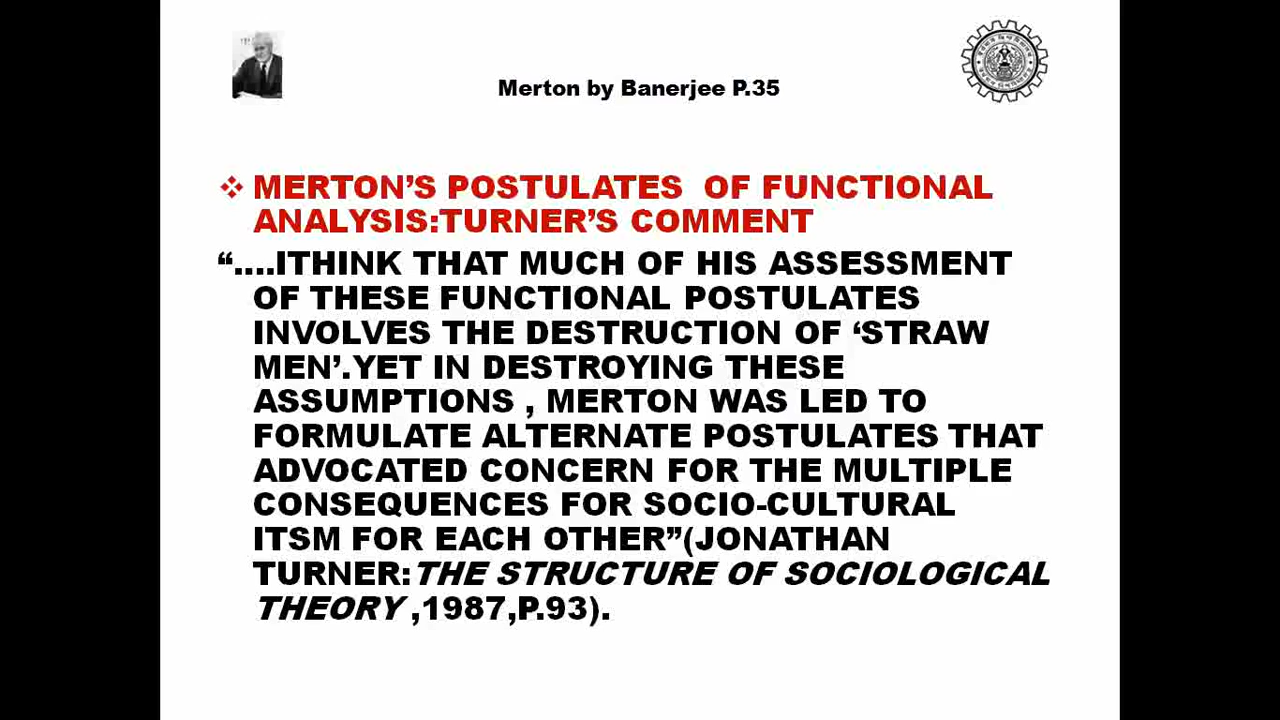 Merton by Banerjee P.35
❖ MERTON’S POSTULATES OF FUNCTIONAL
ANALYSIS:TURNER’S COMMENT
“....ITHINK THAT MUCH OF HIS ASSESSMENT
OF THESE FUNCTIONAL POSTULATES
INVOLVES THE DESTRUCTION OF ‘STRAW
MEN’.YET IN DESTROYING THESE
ASSUMPTIONS , MERTON WAS LED TO
FORMULATE ALTERNATE POSTULATES THAT
ADVOCATED CONCERN FOR THE MULTIPLE
CONSEQUENCES FOR SOCIO-CULTURAL
ITSM FOR EACH OTHER”(JONATHAN
TURNER:THE STRUCTURE OF SOCIOLOGICAL
THEORY ,1987,P.93).